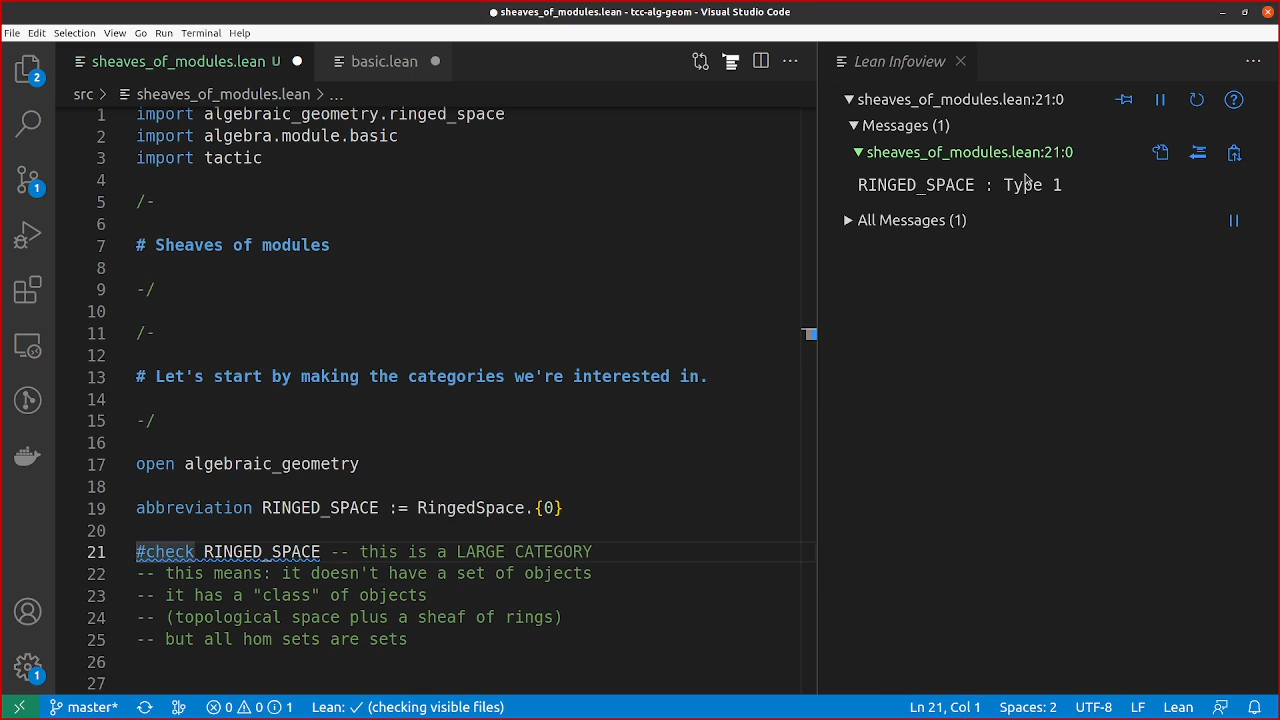 ● sheaves_of_modules.lean - tcc-alg-geom - Visual Studio Code
File Edit Selection View Go Run Terminal Help
sheaves_of_modules.lean U
basic.lean
Lean Infoview
src > sheaves_of_modules.lean > ...
1 import algebraic_geometry.ringed_space
2 import algebra.module.basic
3 import tactic
4
5 /-
6
7 # Sheaves of modules
8
9 -/
10
11 /-
12
13 # Let's start by making the categories we're interested in.
14
15 -/
16
17 open algebraic_geometry
18
19 abbreviation RINGED_SPACE := RingedSpace.{0}
20
21 #check RINGED_SPACE -- this is a LARGE CATEGORY
22 -- this means: it doesn't have a set of objects
23 -- it has a "class" of objects
24 -- (topological space plus a sheaf of rings)
25 -- but all hom sets are sets
26
27
sheaves_of_modules.lean:21:0
Messages (1)
sheaves_of_modules.lean:21:0
RINGED_SPACE : Type 1
All Messages (1)
2
1
1
master* 0 0 1 Lean: ✓ (checking visible files) Ln 21, Col 1 Spaces: 2 UTF-8 LF Lean